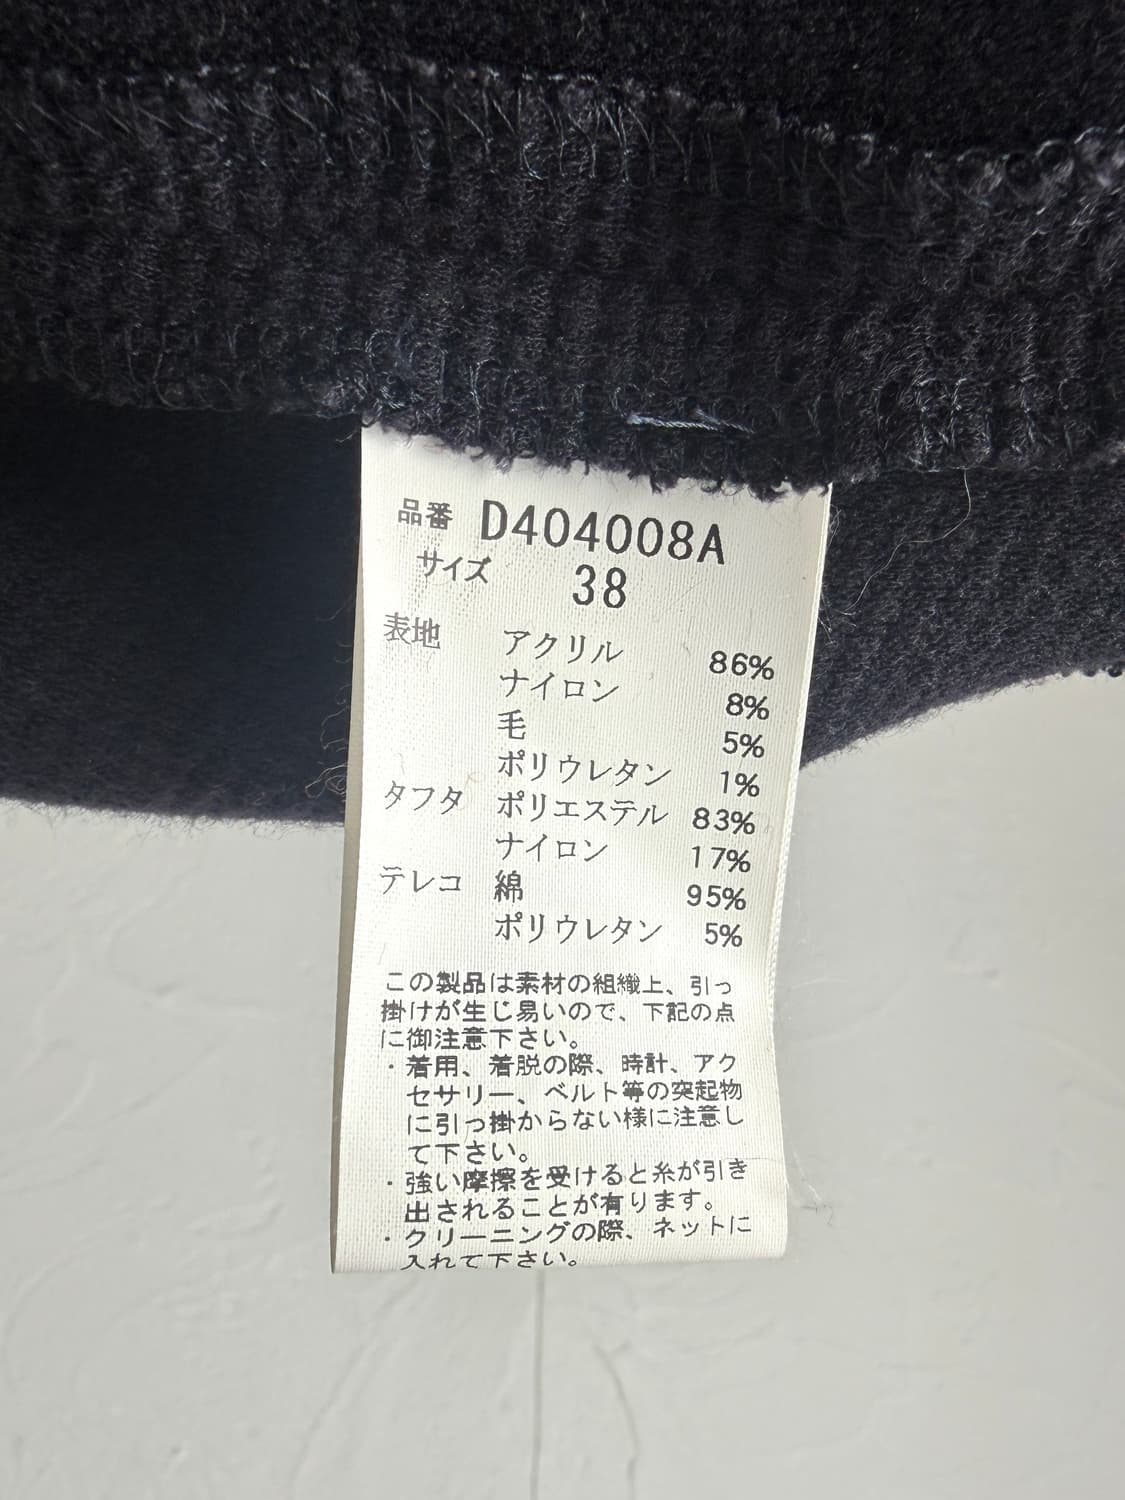 品番 D404008A
サイズ 38
表地 アクリル 86%
ナイロン 8%
毛 5%
ポリウレタン 1%
タフタ ポリエステル 83%
ナイロン 17%
テレコ 綿 95%
ポリウレタン 5%
この製品は素材の組織上、引っ
掛けが生じ易いので、下記の点
に御注意下さい。
・着用、着脱の際、時計、アク
セサリー、ベルト等の突起物
に引っ掛からない様に注意し
て下さい。
・強い摩擦を受けると糸が引き
出されることが有ります。
・クリーニングの際、ネットに
入れて下さい。